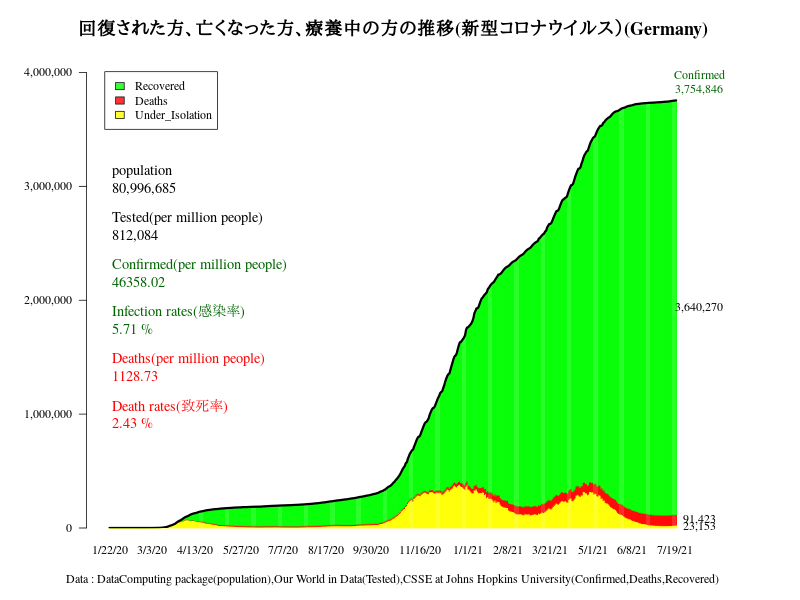 回復された方、亡くなった方、療養中の方の推移(新型コロナウイルス)(Germany)
4,000,000
3,000,000
2,000,000
1,000,000
0
Recovered
Deaths
Under_Isolation
population
80,996,685
Tested(per million people)
812,084
Confirmed(per million people)
46358.02
Infection rates(感染率)
5.71 %
Deaths(per million people)
1128.73
Death rates(致死率)
2.43 %
Confirmed
3,754,846
3,640,270
91,423
23,153
1/22/20 3/3/20 4/13/20 5/27/20 7/7/20 8/17/20 9/30/20 11/16/20 1/1/21 2/8/21 3/21/21 5/1/21 6/8/21 7/19/21
Data : DataComputing package(population),Our World in Data(Tested),CSSE at Johns Hopkins University(Confirmed,Deaths,Recovered)